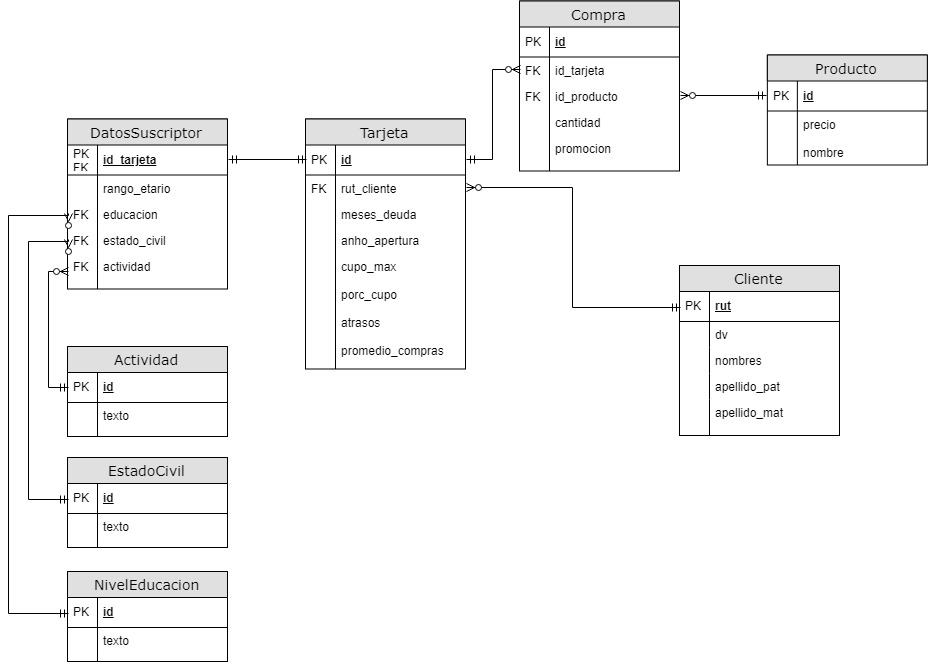 Compra
PK id
FK id_tarjeta
FK id_producto
cantidad
promocion
Producto
PK id
precio
nombre
DatosSuscriptor
PK
FK id_tarjeta
rango_etario
FK educacion
FK estado_civil
FK actividad
Tarjeta
PK id
FK rut_cliente
meses_deuda
anho_apertura
cupo_max
porc_cupo
atrasos
promedio_compras
Cliente
PK rut
dv
nombres
apellido_pat
apellido_mat
Actividad
PK id
texto
EstadoCivil
PK id
texto
NivelEducacion
PK id
texto